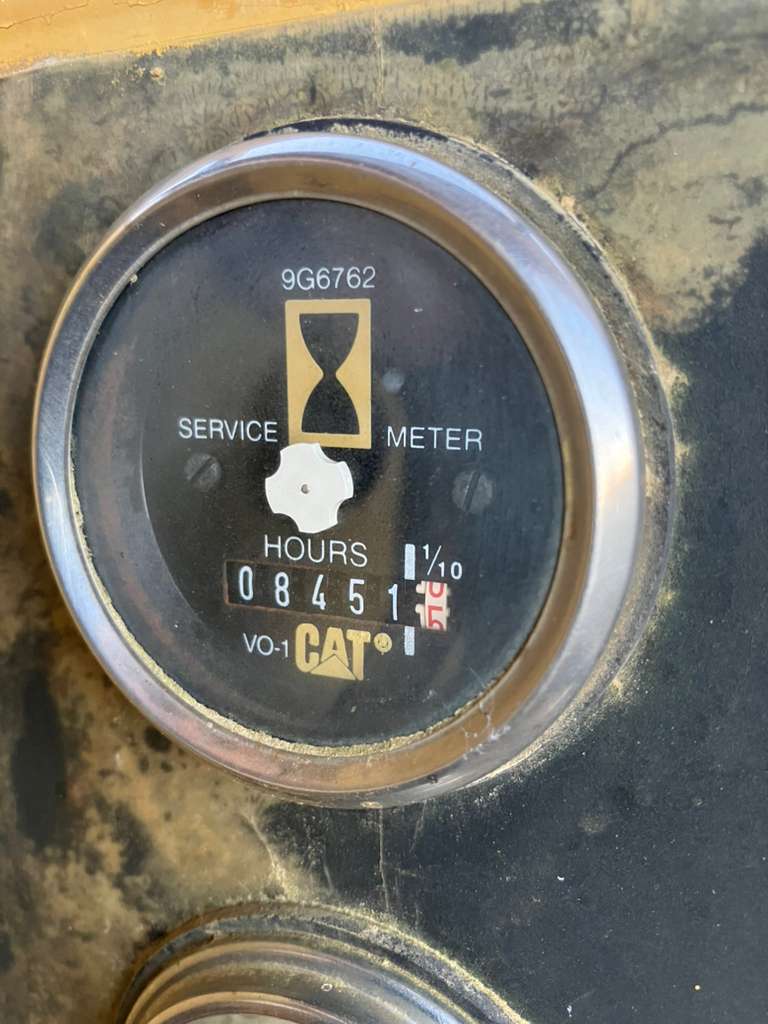 9G6762
SERVICE METER
HOURS 1/10
08451
VO-1 CAT